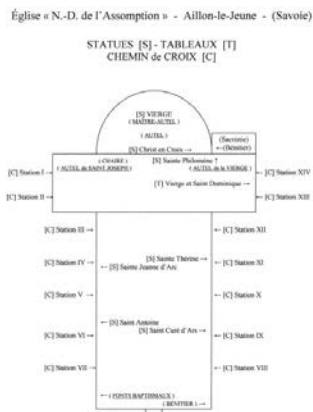 Église « N.-D. de l'Assomption » - Aillon-le-Jeune - (Savoie)
STATUES [S] - TABLEAUX [T]
CHEMIN de CROIX [C]
[S] VIERGE
( MAÎTRE-AUTEL )
( AUTEL )
(Sacristie)
[S] Christ en Croix →
←(Bénitier)
( CHAIRE )
[S] Sainte Philomène ↑
[C] Station I→
( AUTEL de SAINT JOSEPH )
( AUTEL de la VIERGE )
←[C] Station XIV
[T] Vierge et Saint Dominique→
[C] Station II→
←[C] Station XIII
[C] Station III →
←[C] Station XII
[S] Sainte Thérèse→
[C] Station IV →
← [S] Sainte Jeanne d'Arc
←[C] Station XI
[C] Station V →
←[C] Station X
← [S] Saint Antoine
[S] Saint Curé d'Ars →
[C] Station VI →
←[C] Station IX
[C] Station VII →
←[C] Station VIII
←( FONTS BAPTISMAUX )
( BÉNITIER )→